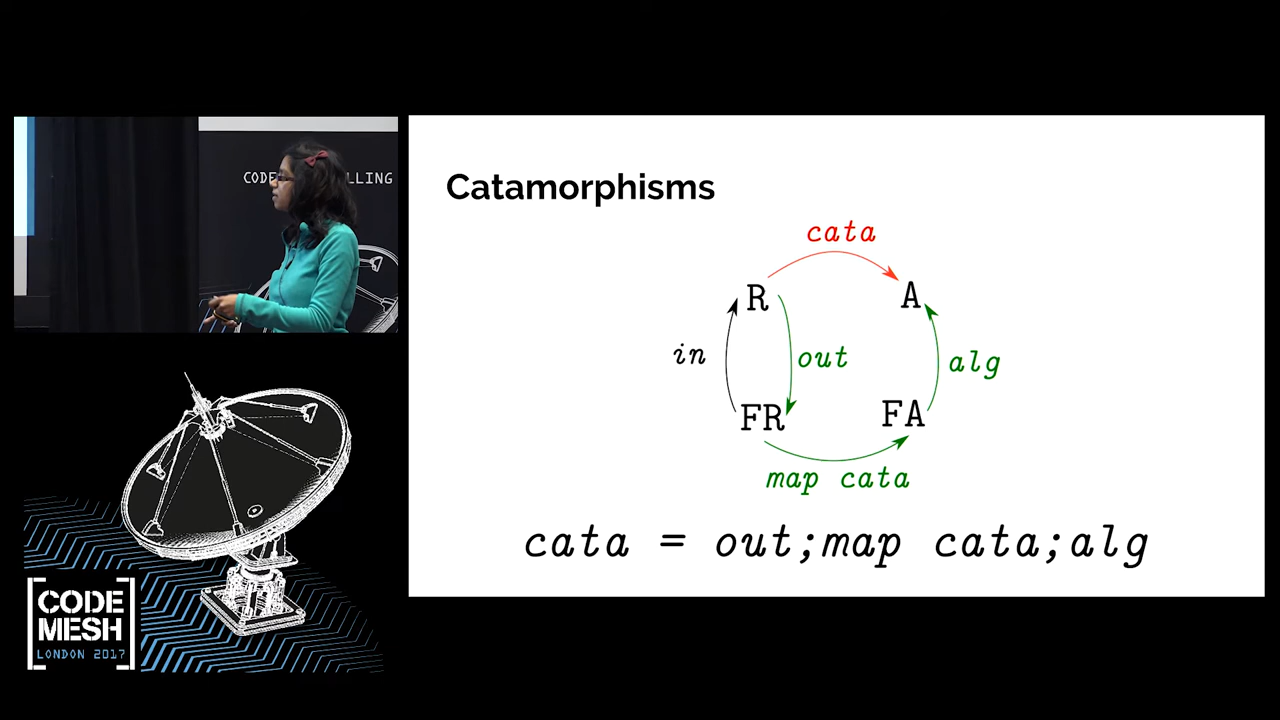 CODE
LLING
Catamorphisms
cata
R
A
in
out
alg
FR
FA
map cata
cata = out;map cata;alg
CODE
MESH
LONDON 2017